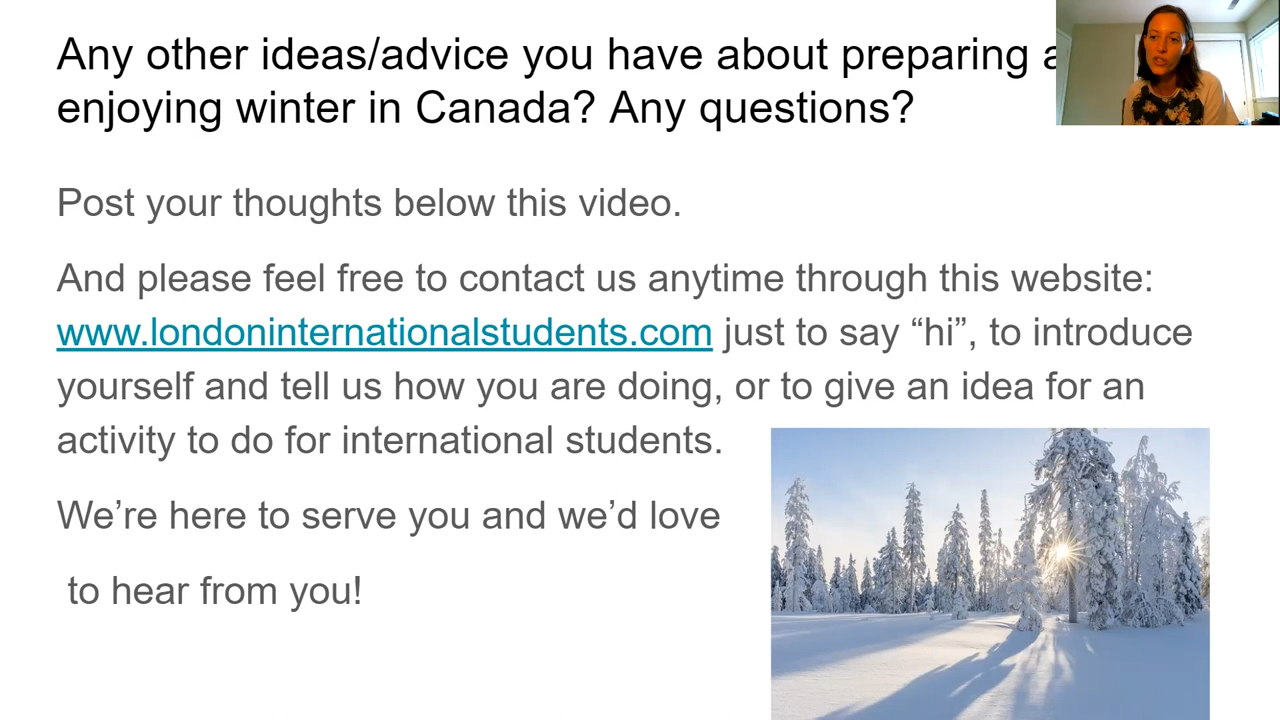 Any other ideas/advice you have about preparing
enjoying winter in Canada? Any questions?
Post your thoughts below this video.
And please feel free to contact us anytime through this website:
www.londoninternationalstudents.com just to say “hi”, to introduce
yourself and tell us how you are doing, or to give an idea for an
activity to do for international students.
We’re here to serve you and we’d love
to hear from you!